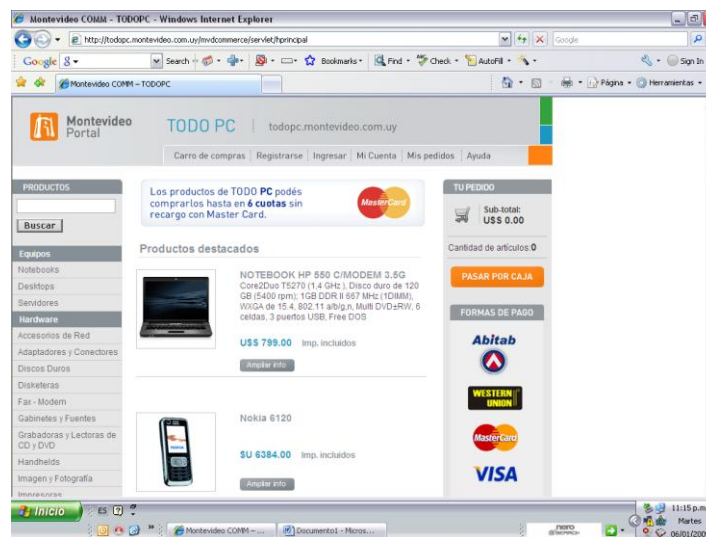 Montevideo COMM - TODOPC - Windows Internet Explorer
http://todopc.montevideo.com.uy/mvdcommerce/servlet/hprincipal
Google
Google
Search
Bookmarks
Find
Check
AutoFill
Sign In
Montevideo COMM – TODOPC
Página
Herramientas
Montevideo
Portal
TODO PC
todopc.montevideo.com.uy
Carro de compras Registrarse Ingresar Mi Cuenta Mis pedidos Ayuda
PRODUCTOS
Buscar
Equipos
Notebooks
Desktops
Servidores
Hardware
Accesorios de Red
Adaptadores y Conectores
Discos Duros
Disketeras
Fax - Modem
Gabinetes y Fuentes
Grabadoras y Lectoras de
CD y DVD
Handhelds
Imagen y Fotografía
Impresoras
Los productos de TODO PC podés
comprarlos hasta en 6 cuotas sin
recargo con Master Card.
MasterCard
Productos destacados
NOTEBOOK HP 550 C/MODEM 3.5G
Core2Duo T5270 (1.4 GHz.), Disco duro de 120
GB (5400 rpm); 1GB DDR II 667 MHz (1DIMM),
WXGA de 15.4, 802.11 a/b/g,n, Multi DVD±RW, 6
celdas, 3 puertos USB, Free DOS
U$S 799.00 Imp. incluidos
Ampliar info
Nokia 6120
$U 6384.00 Imp. incluidos
Ampliar info
TU PEDIDO
Sub-total:
U$S 0.00
Cantidad de artículos:0
PASAR POR CAJA
FORMAS DE PAGO
Abitab
WESTERN
UNION
MasterCard
VISA
Inicio
ES
11:15 p.m.
Montevideo COMM – ...
Documento1 - Micros...
nero
SEARCH
Martes
06/01/200